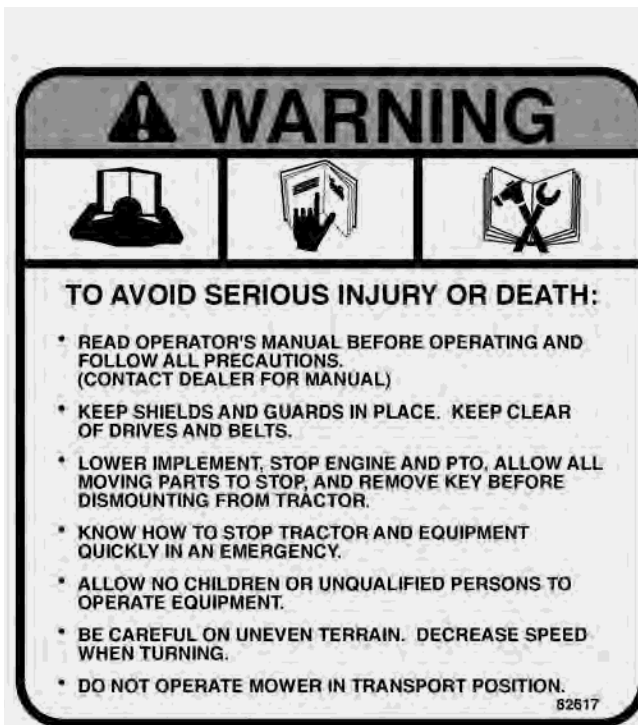 WARNING
TO AVOID SERIOUS INJURY OR DEATH:
* READ OPERATOR'S MANUAL BEFORE OPERATING AND
FOLLOW ALL PRECAUTIONS.
(CONTACT DEALER FOR MANUAL)
* KEEP SHIELDS AND GUARDS IN PLACE. KEEP CLEAR
OF DRIVES AND BELTS.
* LOWER IMPLEMENT, STOP ENGINE AND PTO, ALLOW ALL
MOVING PARTS TO STOP, AND REMOVE KEY BEFORE
DISMOUNTING FROM TRACTOR.
* KNOW HOW TO STOP TRACTOR AND EQUIPMENT
QUICKLY IN AN EMERGENCY.
* ALLOW NO CHILDREN OR UNQUALIFIED PERSONS TO
OPERATE EQUIPMENT.
* BE CAREFUL ON UNEVEN TERRAIN. DECREASE SPEED
WHEN TURNING.
* DO NOT OPERATE MOWER IN TRANSPORT POSITION.
82617